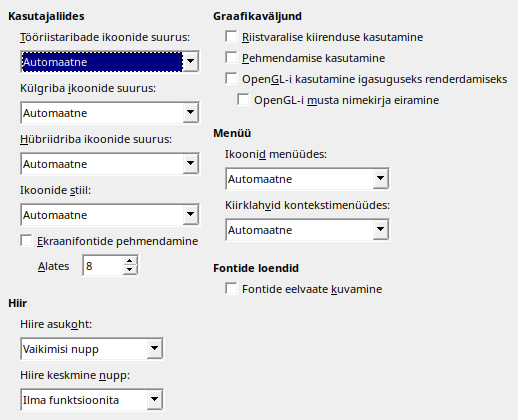 Kasutajaliides
Tööriistaribade ikoonide suurus:
Automaatne
Külgriba ikoonide suurus:
Automaatne
Hübriidriba ikoonide suurus:
Automaatne
Ikoonide stiil:
Automaatne
Ekraanifontide pehmendamine
Alates 8
Hiir
Hiire asukoht:
Vaikimisi nupp
Hiire keskmine nupp:
Ilma funktsioonita
Graafikaväljund
Riistvaralise kiirenduse kasutamine
Pehmendamise kasutamine
OpenGL-i kasutamine igasuguseks renderdamiseks
OpenGL-i musta nimekirja eiramine
Menüü
Ikoonid menüüdes:
Automaatne
Kiirklahvid kontekstimenüüdes:
Automaatne
Fontide loendid
Fontide eelvaate kuvamine